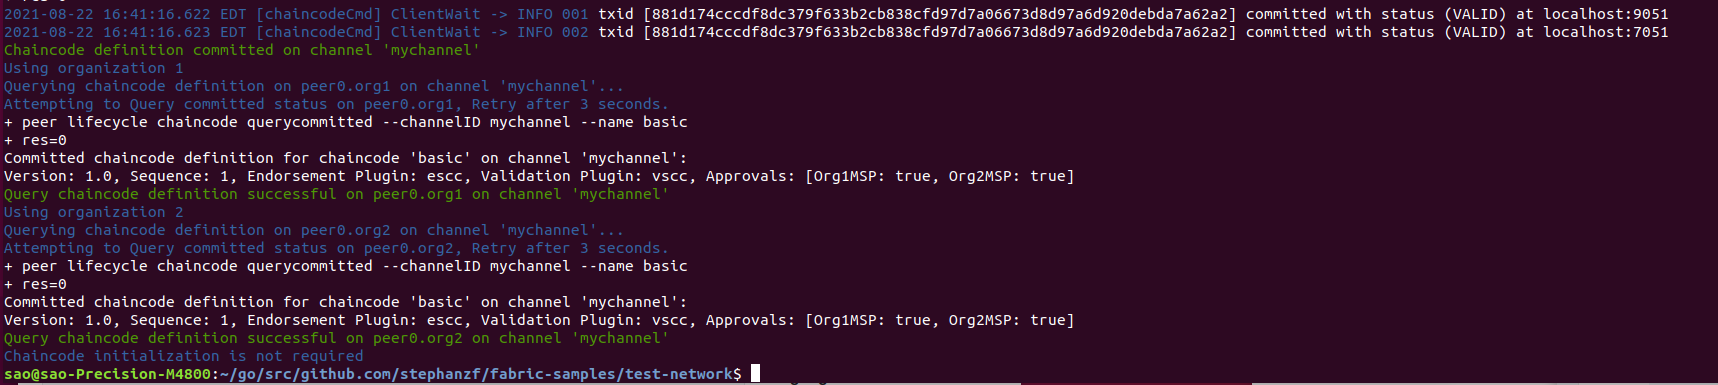 2021-08-22 16:41:16.622 EDT [chaincodeCmd] ClientWait -> INFO 001 txid [881d174cccdf8dc379f633b2cb838cfd97d7a06673d8d97a6d920debda7a62a2] committed with status (VALID) at localhost:9051
2021-08-22 16:41:16.623 EDT [chaincodeCmd] ClientWait -> INFO 002 txid [881d174cccdf8dc379f633b2cb838cfd97d7a06673d8d97a6d920debda7a62a2] committed with status (VALID) at localhost:7051
Chaincode definition committed on channel 'mychannel'
Using organization 1
Querying chaincode definition on peer0.org1 on channel 'mychannel'...
Attempting to Query committed status on peer0.org1, Retry after 3 seconds.
+ peer lifecycle chaincode querycommitted --channelID mychannel --name basic
+ res=0
Committed chaincode definition for chaincode 'basic' on channel 'mychannel':
Version: 1.0, Sequence: 1, Endorsement Plugin: escc, Validation Plugin: vscc, Approvals: [Org1MSP: true, Org2MSP: true]
Query chaincode definition successful on peer0.org1 on channel 'mychannel'
Using organization 2
Querying chaincode definition on peer0.org2 on channel 'mychannel'...
Attempting to Query committed status on peer0.org2, Retry after 3 seconds.
+ peer lifecycle chaincode querycommitted --channelID mychannel --name basic
+ res=0
Committed chaincode definition for chaincode 'basic' on channel 'mychannel':
Version: 1.0, Sequence: 1, Endorsement Plugin: escc, Validation Plugin: vscc, Approvals: [Org1MSP: true, Org2MSP: true]
Query chaincode definition successful on peer0.org2 on channel 'mychannel'
Chaincode initialization is not required
sao@sao-Precision-M4800:~/go/src/github.com/stephanzf/fabric-samples/test-network$